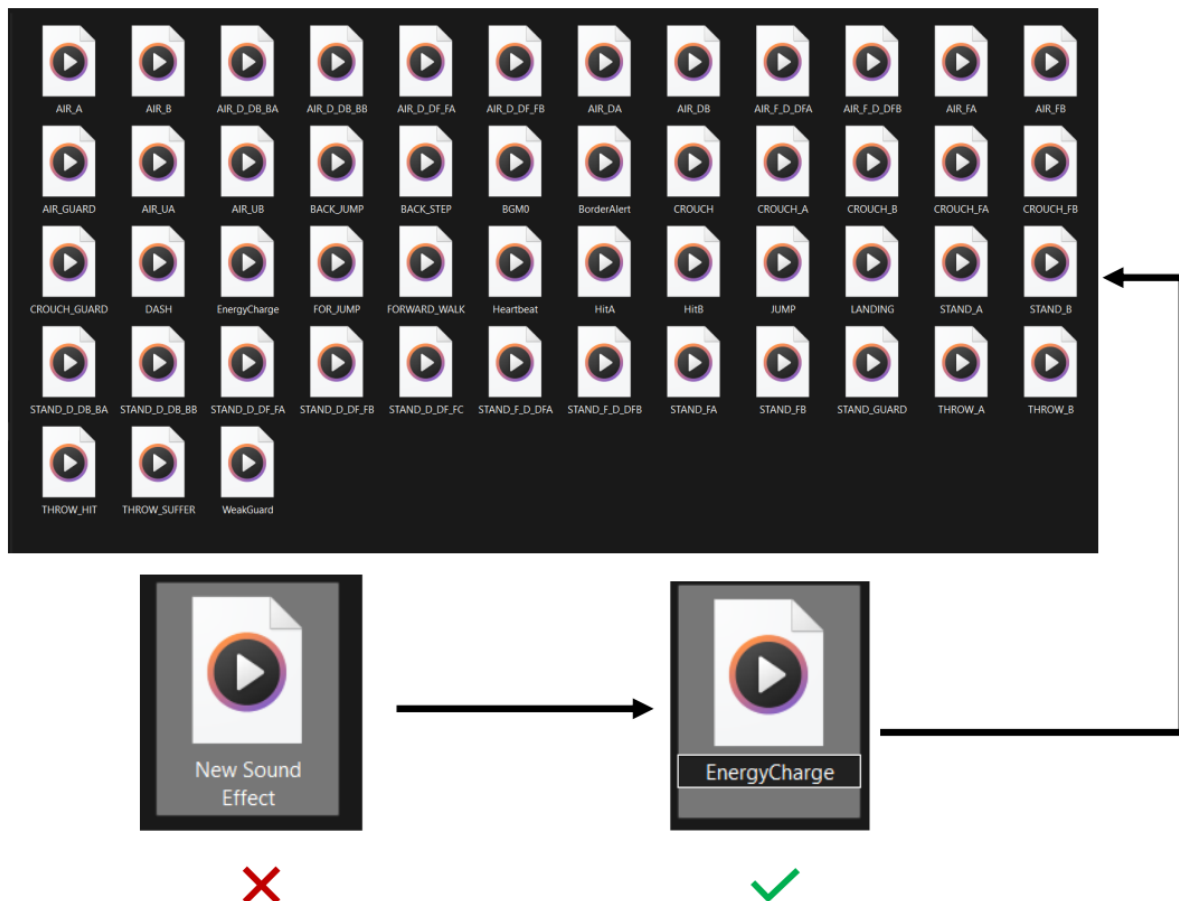 AIR_A AIR_B AIR_D_DB_BA AIR_D_DB_BB AIR_D_DF_FA AIR_D_DF_FB AIR_DA AIR_DB AIR_F_D_DFA AIR_F_D_DFB AIR_FA AIR_FB
AIR_GUARD AIR_UA AIR_UB BACK_JUMP BACK_STEP BGM0 BorderAlert CROUCH CROUCH_A CROUCH_B CROUCH_FA CROUCH_FB
CROUCH_GUARD DASH EnergyCharge FOR_JUMP FORWARD_WALK Heartbeat HitA HitB JUMP LANDING STAND_A STAND_B
STAND_D_DB_BA STAND_D_DB_BB STAND_D_DF_FA STAND_D_DF_FB STAND_D_DF_FC STAND_F_D_DFA STAND_F_D_DFB STAND_FA STAND_FB STAND_GUARD THROW_A THROW_B
THROW_HIT THROW_SUFFER WeakGuard
New Sound
Effect
EnergyCharge